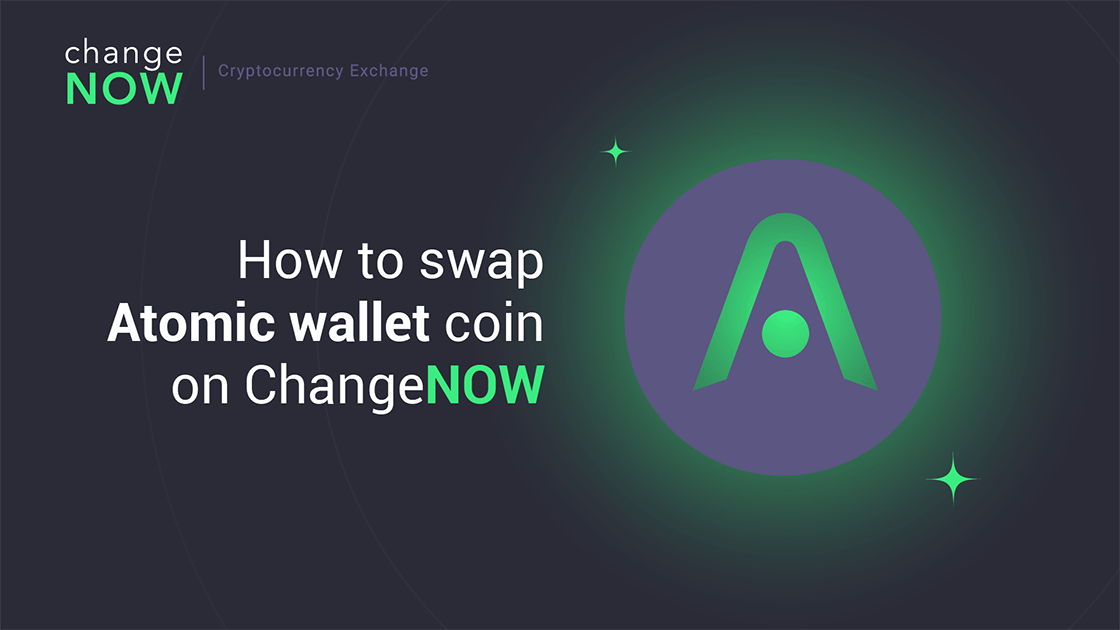 change
NOW
Cryptocurrency Exchange
How to swap
Atomic wallet coin
on ChangeNOW